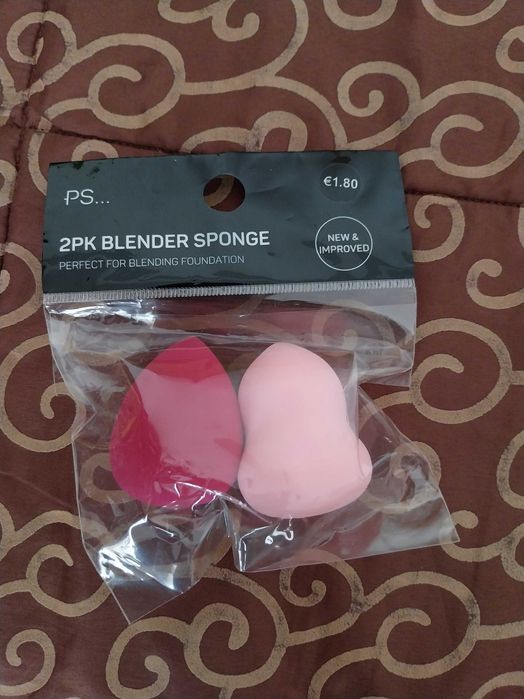 PS...
€1.80
2PK BLENDER SPONGE
PERFECT FOR BLENDING FOUNDATION
NEW &
IMPROVED